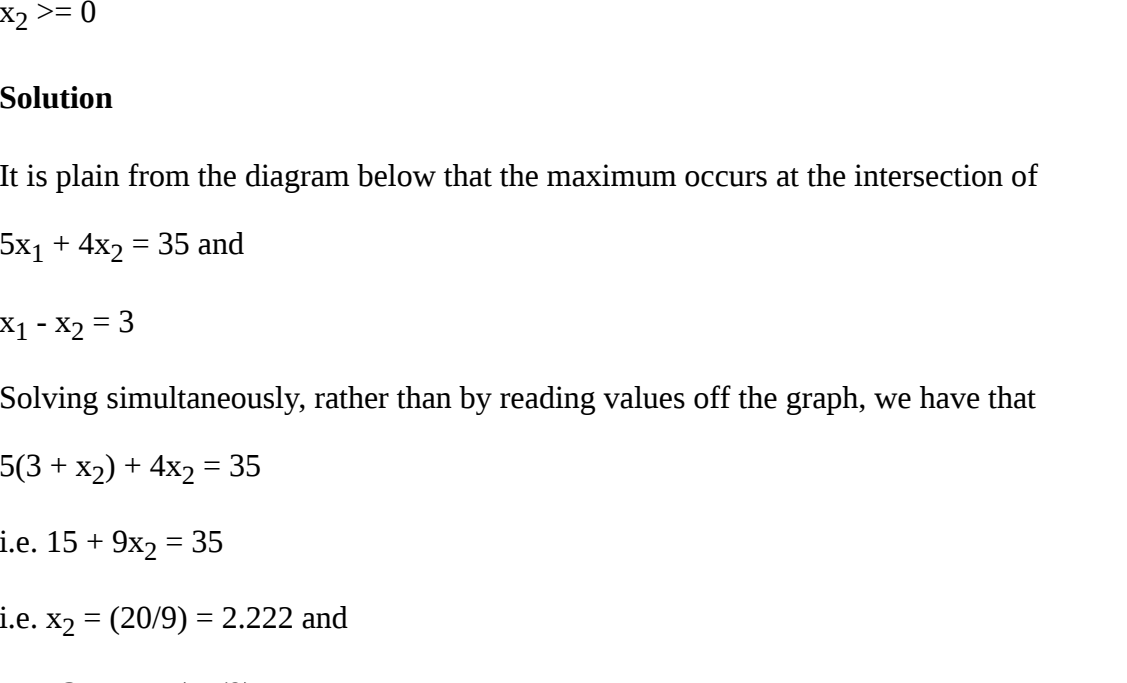 x₂ >= 0
Solution
It is plain from the diagram below that the maximum occurs at the intersection of
5x₁ + 4x₂ = 35 and
x₁ - x₂ = 3
Solving simultaneously, rather than by reading values off the graph, we have that
5(3 + x₂) + 4x₂ = 35
i.e. 15 + 9x₂ = 35
i.e. x₂ = (20/9) = 2.222 and